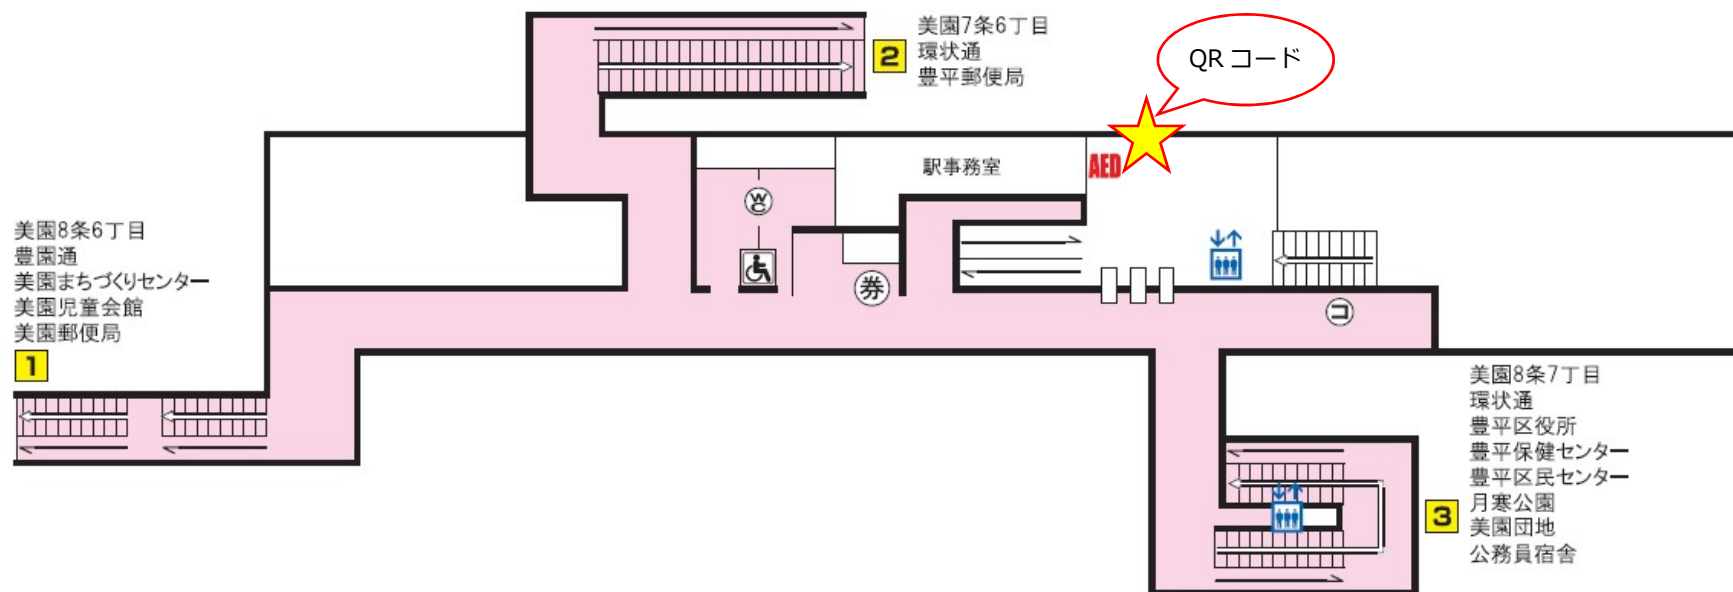 美園7条6丁目
環状通
豊平郵便局
2
QRコード
駅事務室
AED
WC
券
コ
美園8条6丁目
豊園通
美園まちづくりセンター
美園児童会館
美園郵便局
1
美園8条7丁目
環状通
豊平区役所
豊平保健センター
豊平区民センター
月寒公園
美園団地
公務員宿舎
3